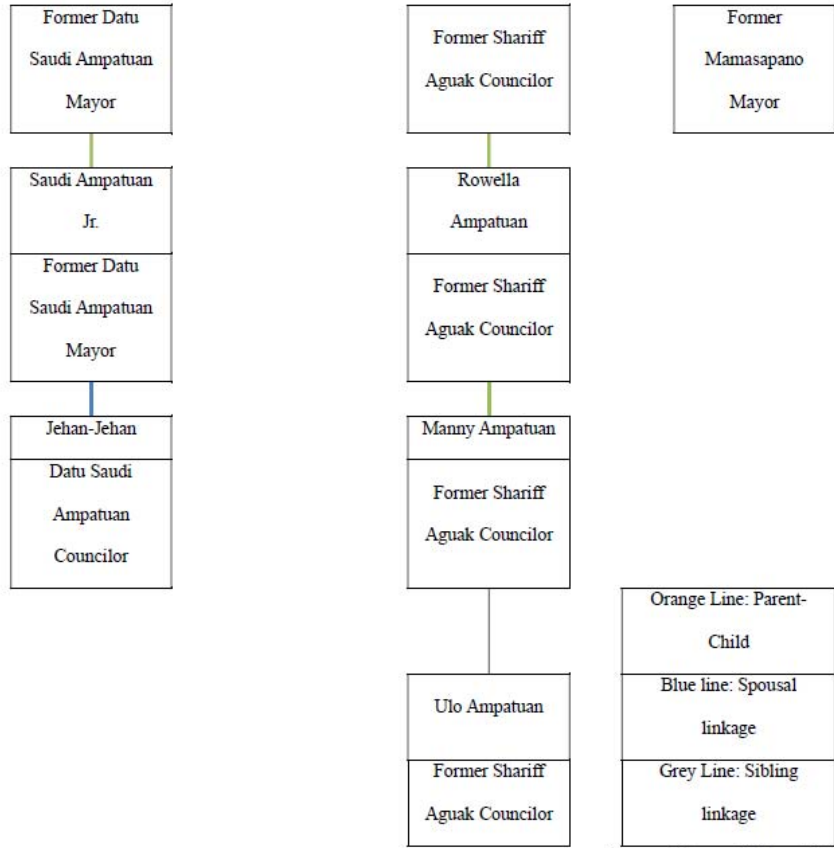 Former Datu
Saudi Ampatuan
Mayor
Former Shariff
Aguak Councilor
Former
Mamasapano
Mayor
Saudi Ampatuan
Jr.
Former Datu
Saudi Ampatuan
Mayor
Rowella
Ampatuan
Former Shariff
Aguak Councilor
Jehan-Jehan
Datu Saudi
Ampatuan
Councilor
Manny Ampatuan
Former Shariff
Aguak Councilor
Ulo Ampatuan
Former Shariff
Aguak Councilor
Orange Line: Parent-
Child
Blue line: Spousal
linkage
Grey Line: Sibling
linkage